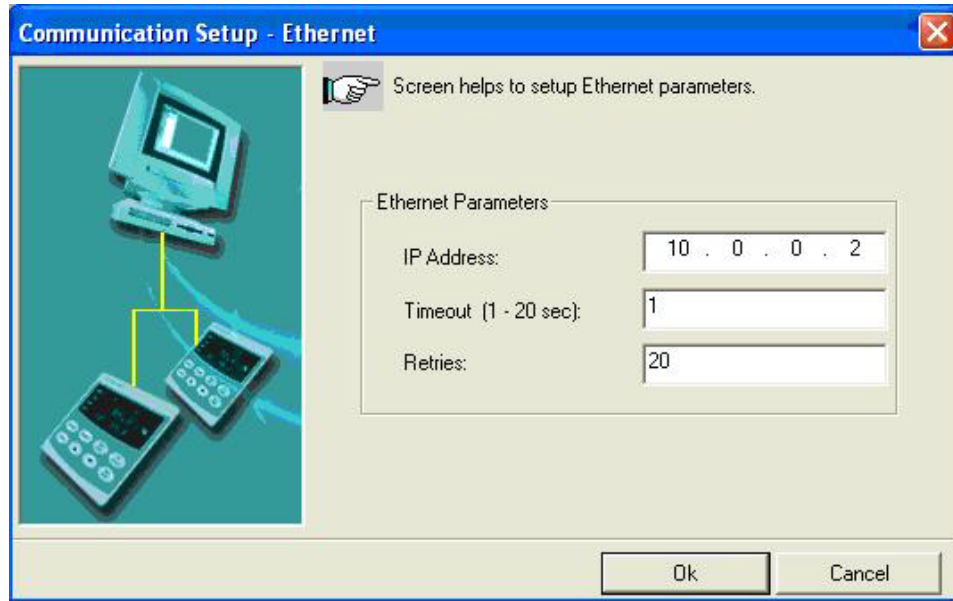 Communication Setup - Ethernet
Screen helps to setup Ethernet parameters.
Ethernet Parameters
IP Address: 10 . 0 . 0 . 2
Timeout (1 - 20 sec): 1
Retries: 20
Ok Cancel